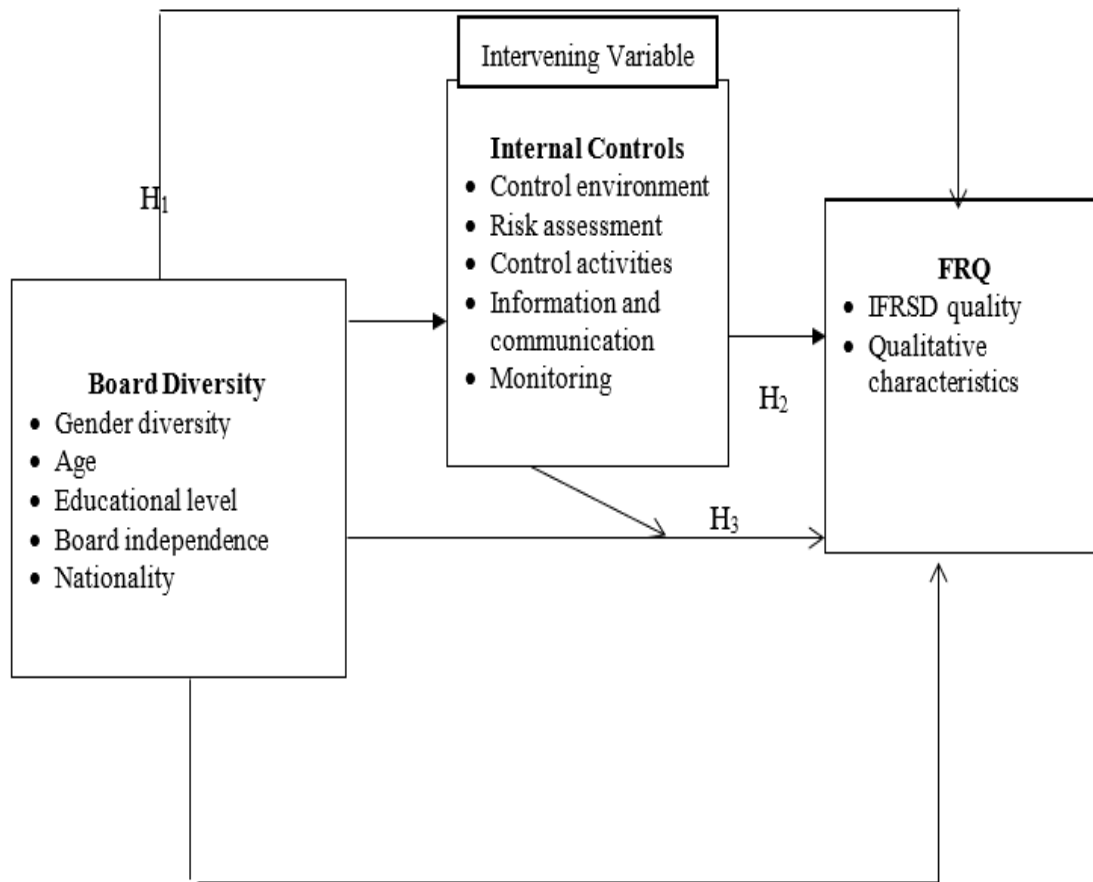 Intervening Variable
Internal Controls
• Control environment
• Risk assessment
• Control activities
• Information and
communication
• Monitoring
H₁
FRQ
• IFRSD quality
• Qualitative
characteristics
Board Diversity
• Gender diversity
• Age
• Educational level
• Board independence
• Nationality
H₂
H₃